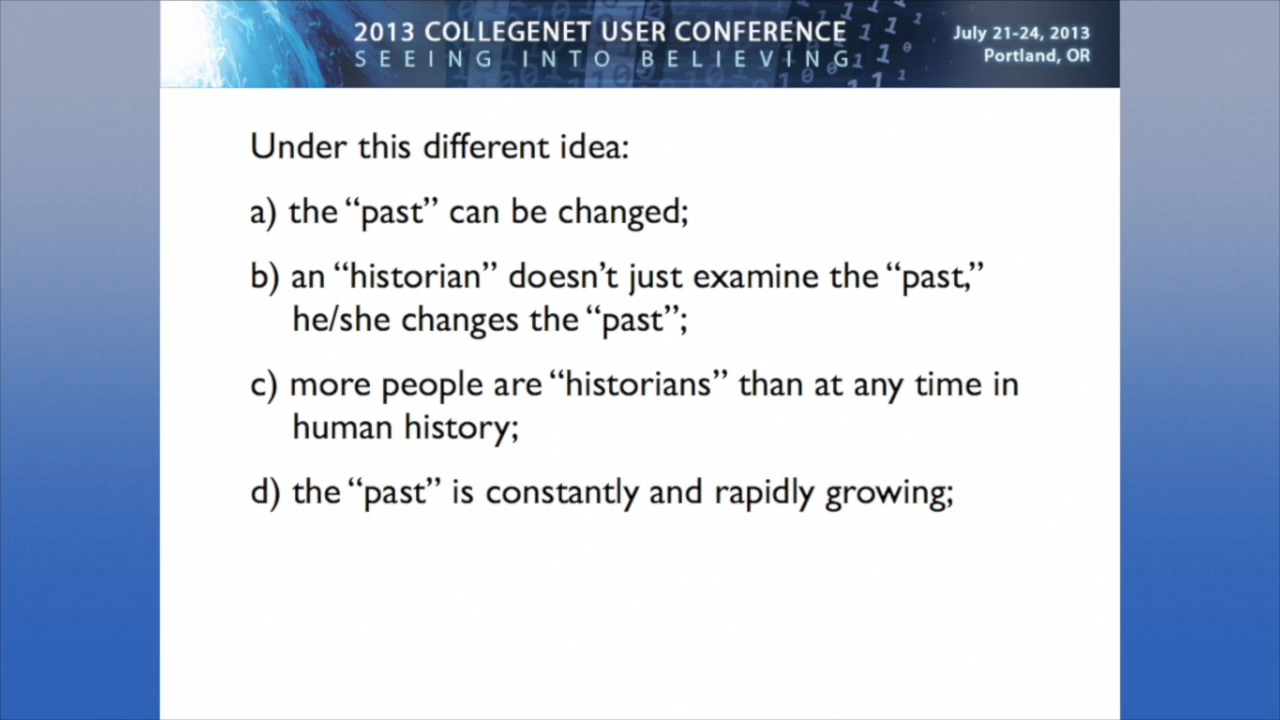 2013 COLLEGENET USER CONFERENCE
SEEING INTO BELIEVING
July 21-24, 2013
Portland, OR
Under this different idea:
a) the “past” can be changed;
b) an “historian” doesn’t just examine the “past,”
he/she changes the “past”;
c) more people are “historians” than at any time in
human history;
d) the “past” is constantly and rapidly growing;